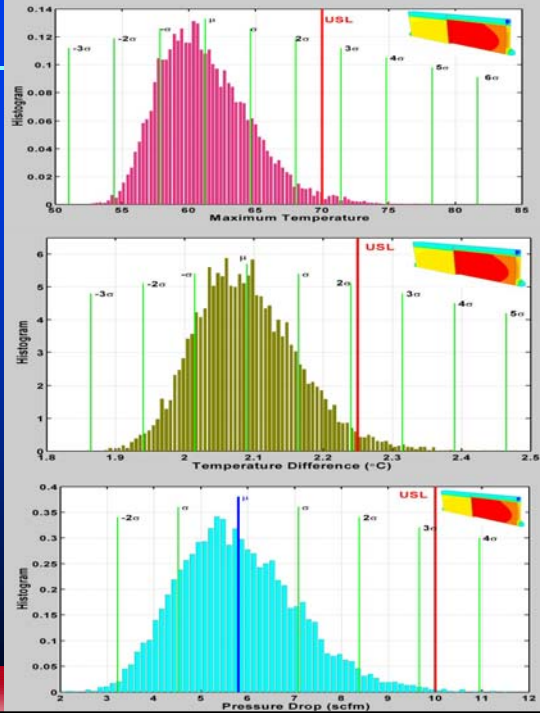 0.14
0.12
0.1
0.08
0.06
0.04
0.02
0
Histogram
-3σ
-2σ
-σ
μ
σ
2σ
USL
3σ
4σ
5σ
6σ
50 55 60 65 70 75 80 85
Maximum Temperature
6
5
4
3
2
1
0
Histogram
-3σ
-2σ
-σ
μ
σ
2σ
USL
3σ
4σ
5σ
1.8 1.9 2 2.1 2.2 2.3 2.4 2.5
Temperature Difference (°C)
0.4
0.35
0.3
0.25
0.2
0.15
0.1
0.05
0
Histogram
-2σ
σ
μ
σ
2σ
3σ
USL
4σ
2 3 4 5 6 7 8 9 10 11 12
Pressure Drop (scfm)